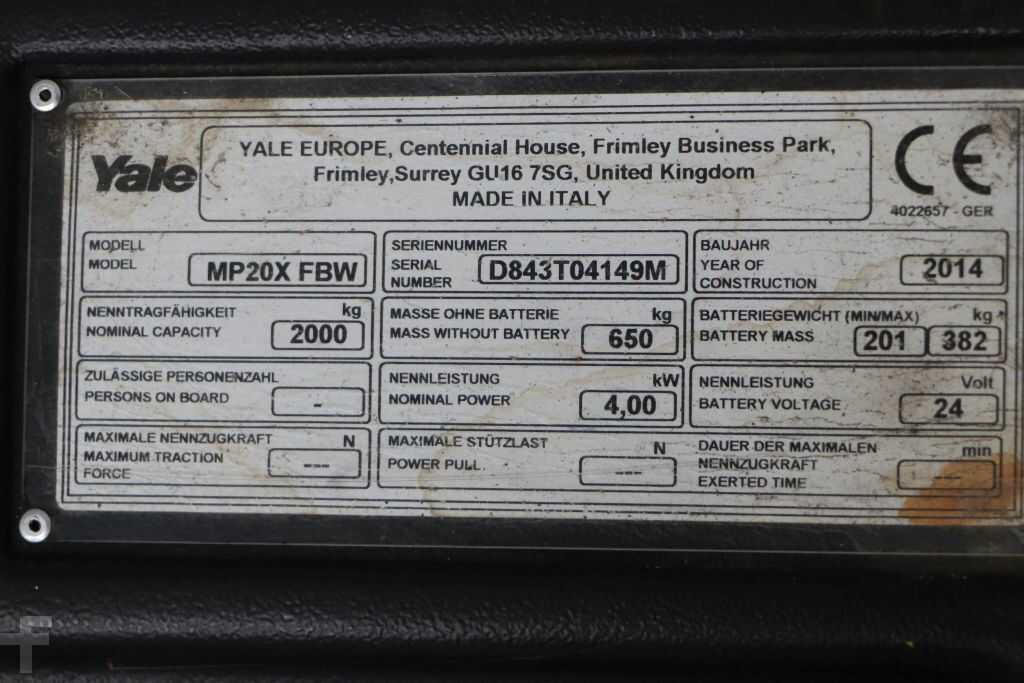 Yale
YALE EUROPE, Centennial House, Frimley Business Park,
Frimley,Surrey GU16 7SG, United Kingdom
MADE IN ITALY
CE
4022657 - GER
MODELL
MODEL
MP20X FBW
SERIENNUMMER
SERIAL
NUMBER
D843T04149M
BAUJAHR
YEAR OF
CONSTRUCTION
2014
NENNTRAGFÄHIGKEIT kg
NOMINAL CAPACITY 2000
MASSE OHNE BATTERIE kg
MASS WITHOUT BATTERY 650
BATTERIEGEWICHT (MIN/MAX) kg
BATTERY MASS 201 382
ZULÄSSIGE PERSONENZAHL
PERSONS ON BOARD -
NENNLEISTUNG kW
NOMINAL POWER 4,00
NENNLEISTUNG Volt
BATTERY VOLTAGE 24
MAXIMALE NENNZUGKRAFT N
MAXIMUM TRACTION ---
FORCE
MAXIMALE STÜTZLAST N
POWER PULL. ---
DAUER DER MAXIMALEN min
NENNZUGKRAFT ---
EXERTED TIME